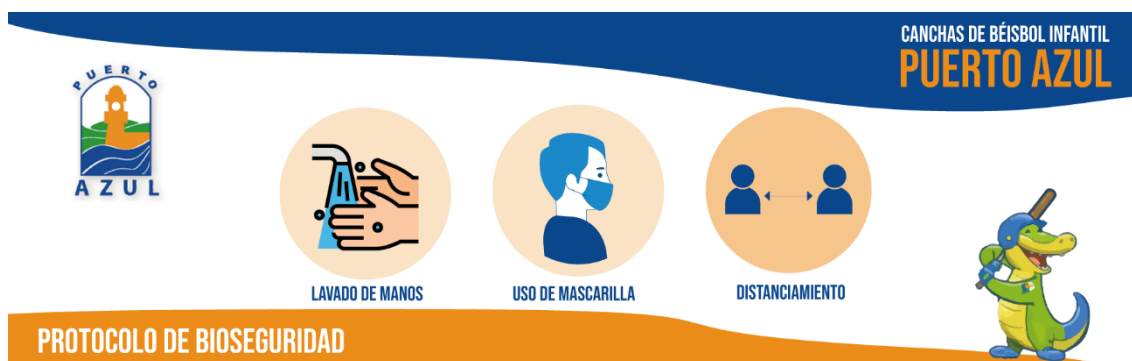 CANCHAS DE BÉISBOL INFANTIL
PUERTO AZUL
PUERTO
AZUL
LAVADO DE MANOS
USO DE MASCARILLA
DISTANCIAMIENTO
PROTOCOLO DE BIOSEGURIDAD